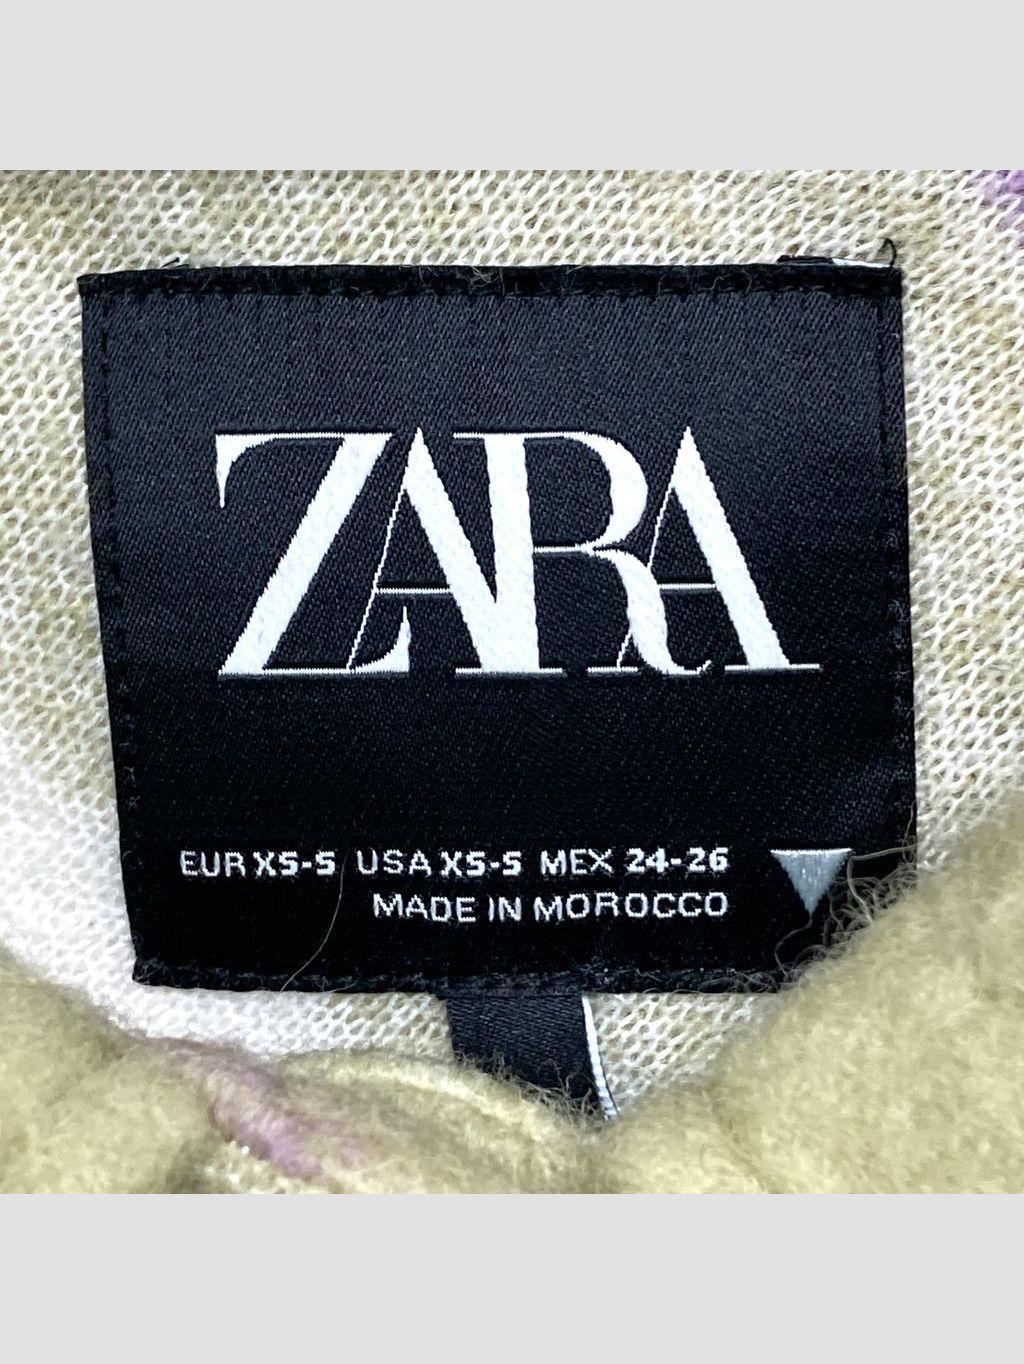 ZARA
EUR XS-S USA XS-S MEX 24-26
MADE IN MOROCCO